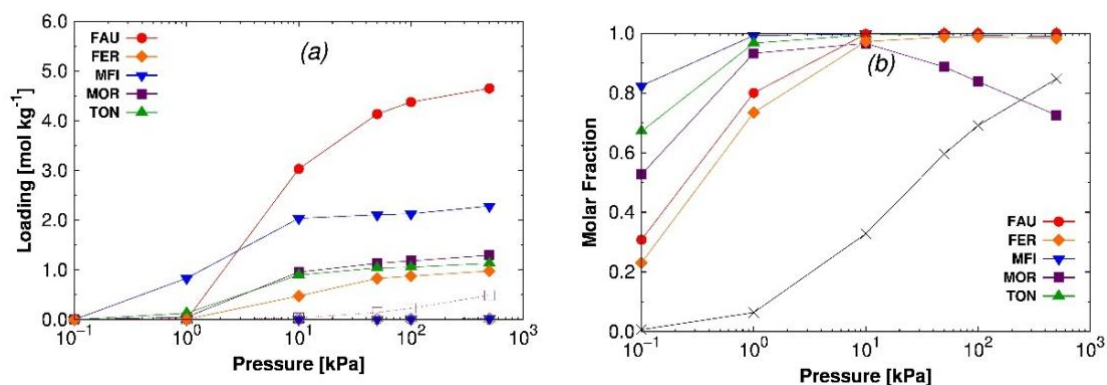 (a)
Loading [mol kg⁻¹]
6.0
5.0
4.0
3.0
2.0
1.0
0.0
FAU
FER
MFI
MOR
TON
10⁻¹ 10⁰ 10¹ 10² 10³
Pressure [kPa]
(b)
Molar Fraction
1.0
0.8
0.6
0.4
0.2
0.0
FAU
FER
MFI
MOR
TON
10⁻¹ 10⁰ 10¹ 10² 10³
Pressure [kPa]